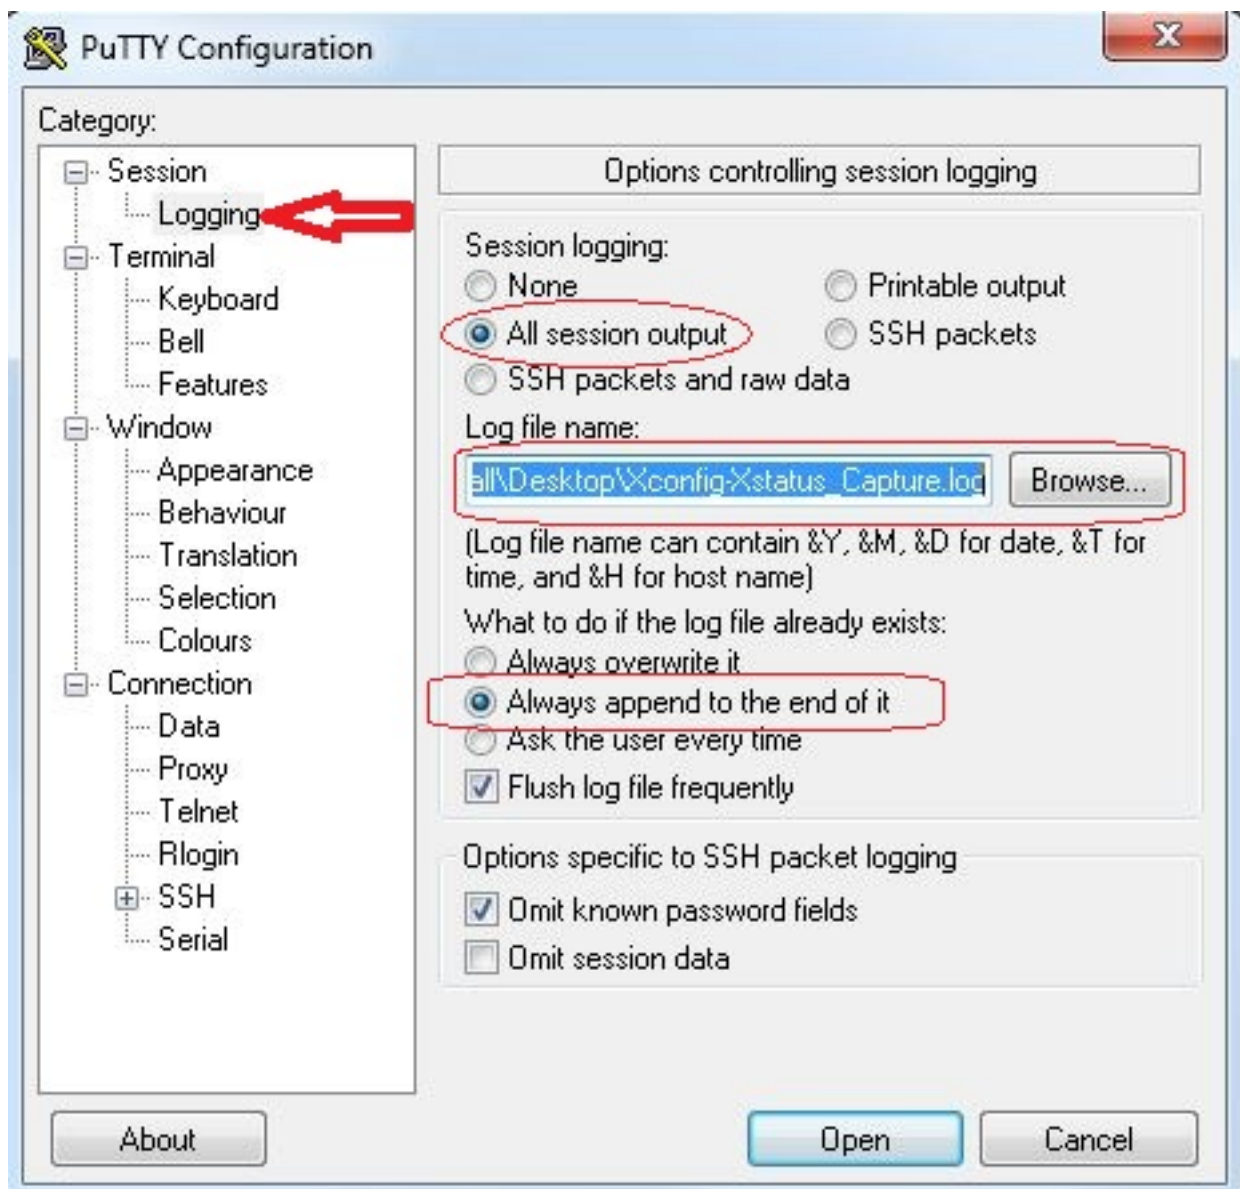 PuTTY Configuration
Category:
Session
Logging
Terminal
Keyboard
Bell
Features
Window
Appearance
Behaviour
Translation
Selection
Colours
Connection
Data
Proxy
Telnet
Rlogin
SSH
Serial
Options controlling session logging
Session logging:
None
Printable output
All session output
SSH packets
SSH packets and raw data
Log file name:
all\Desktop\Xconfig-Xstatus_Capture.log
Browse...
(Log file name can contain &Y, &M, &D for date, &T for
time, and &H for host name)
What to do if the log file already exists:
Always overwrite it
Always append to the end of it
Ask the user every time
Flush log file frequently
Options specific to SSH packet logging
Omit known password fields
Omit session data
About
Open
Cancel